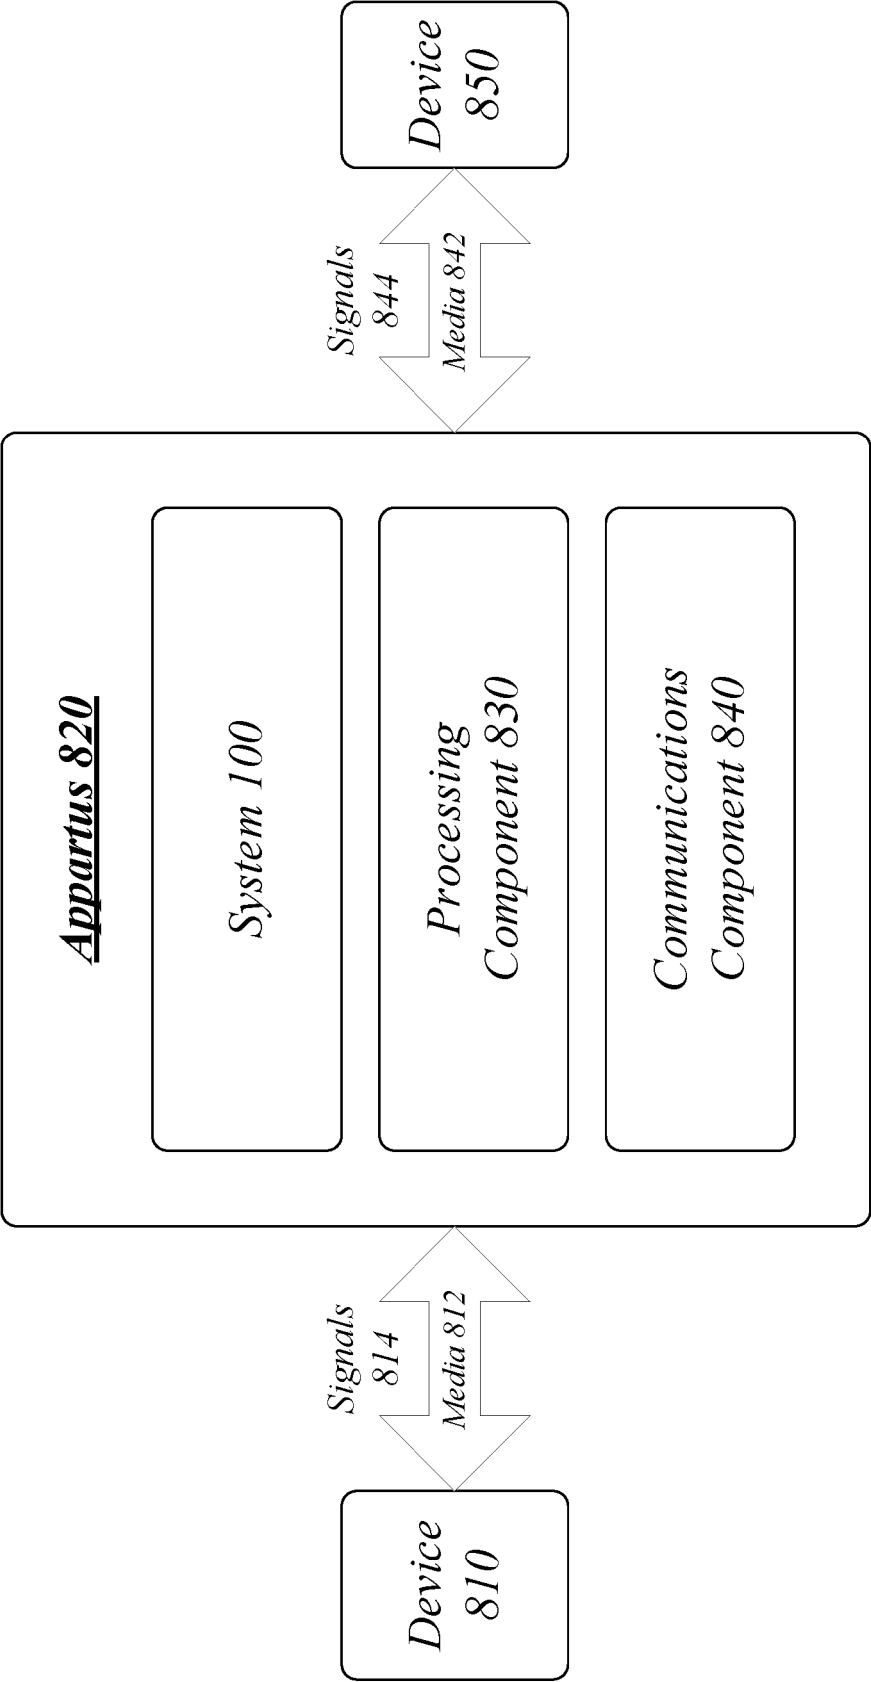 Appartus 820
Device
810
Signals
814
Media 812
System 100
Processing
Component 830
Communications
Component 840
Signals
844
Media 842
Device
850